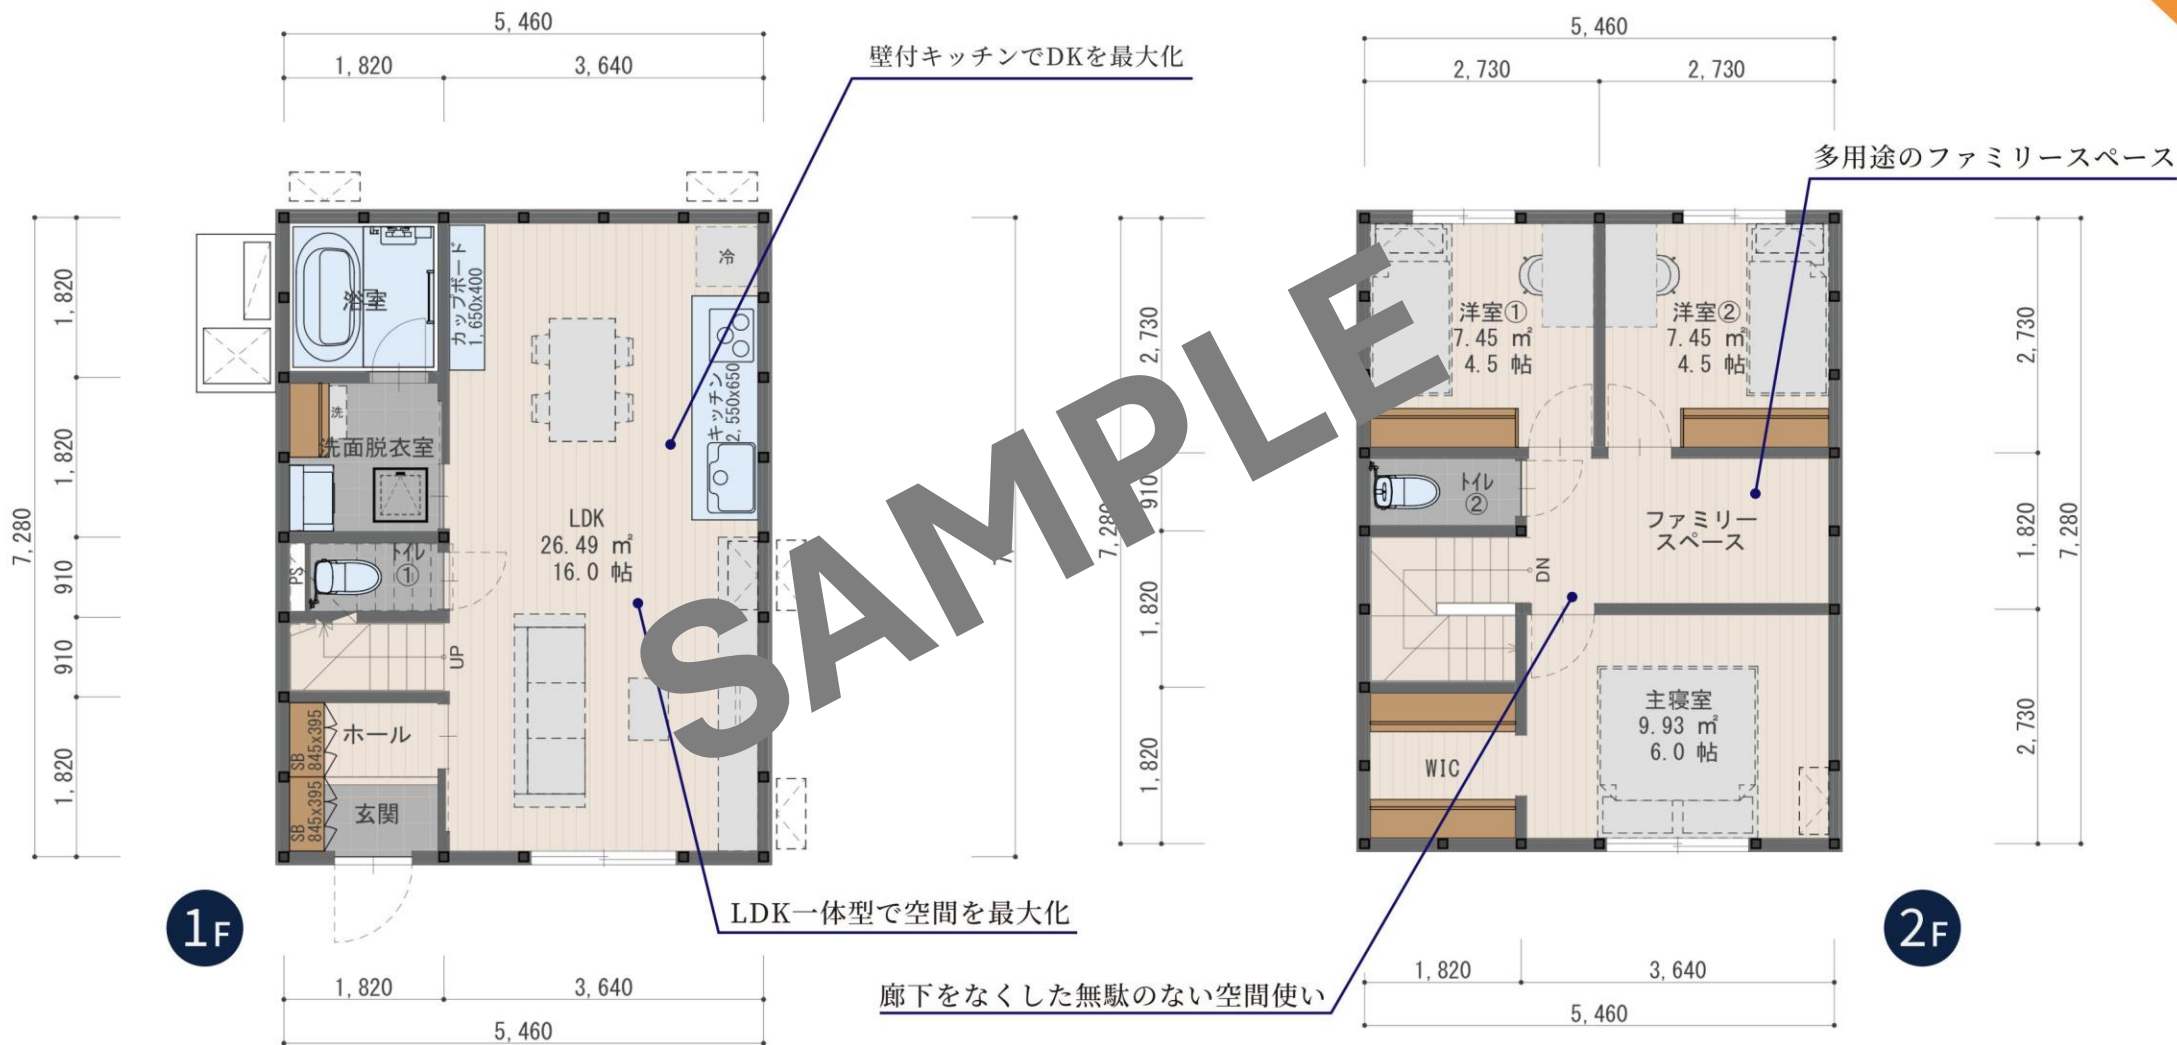 5,460
1,820
3,640
壁付キッチンでDKを最大化
5,460
2,730
2,730
多用途のファミリースペース
7,280
1,820
1,820
910
910
1,820
浴室
カップボード
1,650x400
冷
キッチン
2,550x650
洗
洗面脱衣室
LDK
26.49 ㎡
16.0 帖
PS
トイレ
①
UP
ホール
SB
845x395
SB
845x395
玄関
SAMPLE
7,280
2,730
910
1,820
1,820
洋室①
7.45 ㎡
4.5 帖
洋室②
7.45 ㎡
4.5 帖
トイレ
②
ファミリー
スペース
DN
主寝室
9.93 ㎡
6.0 帖
WIC
2,730
1,820
2,730
7,280
1F
LDK一体型で空間を最大化
2F
1,820
3,640
5,460
廊下をなくした無駄のない空間使い
1,820
3,640
5,460